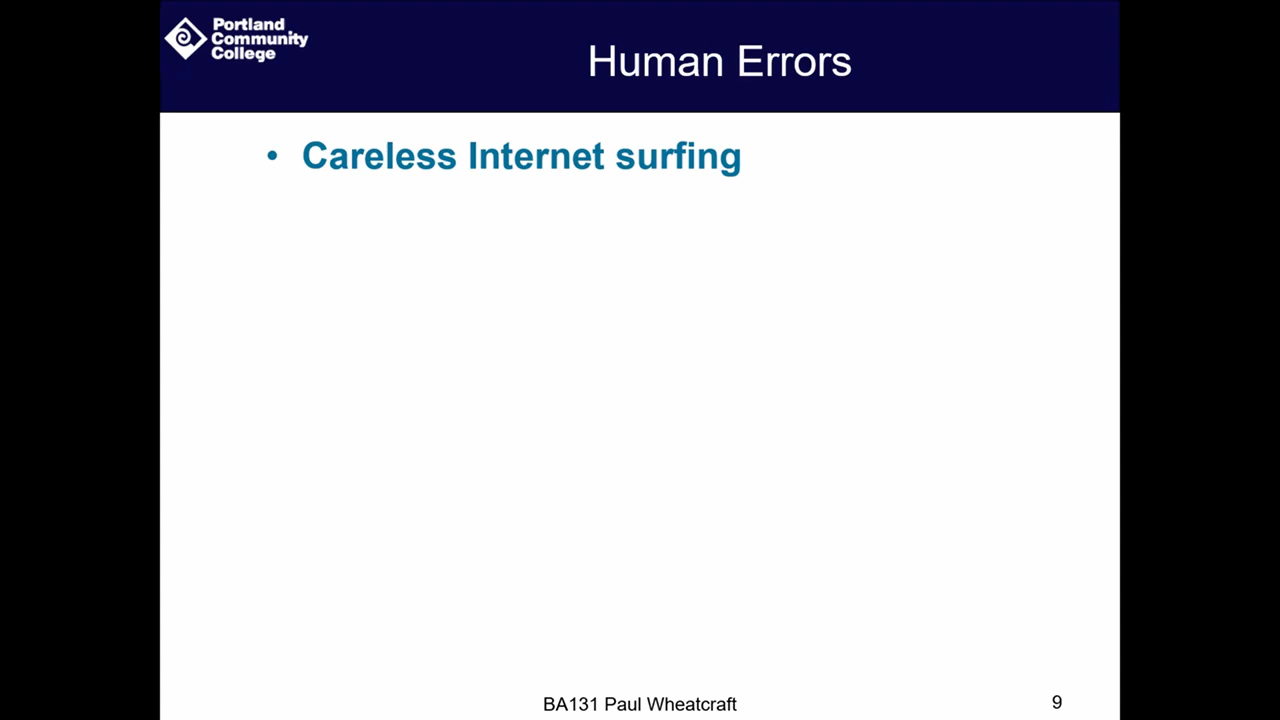 Portland
Community
College
Human Errors
• Careless Internet surfing
BA131 Paul Wheatcraft
9